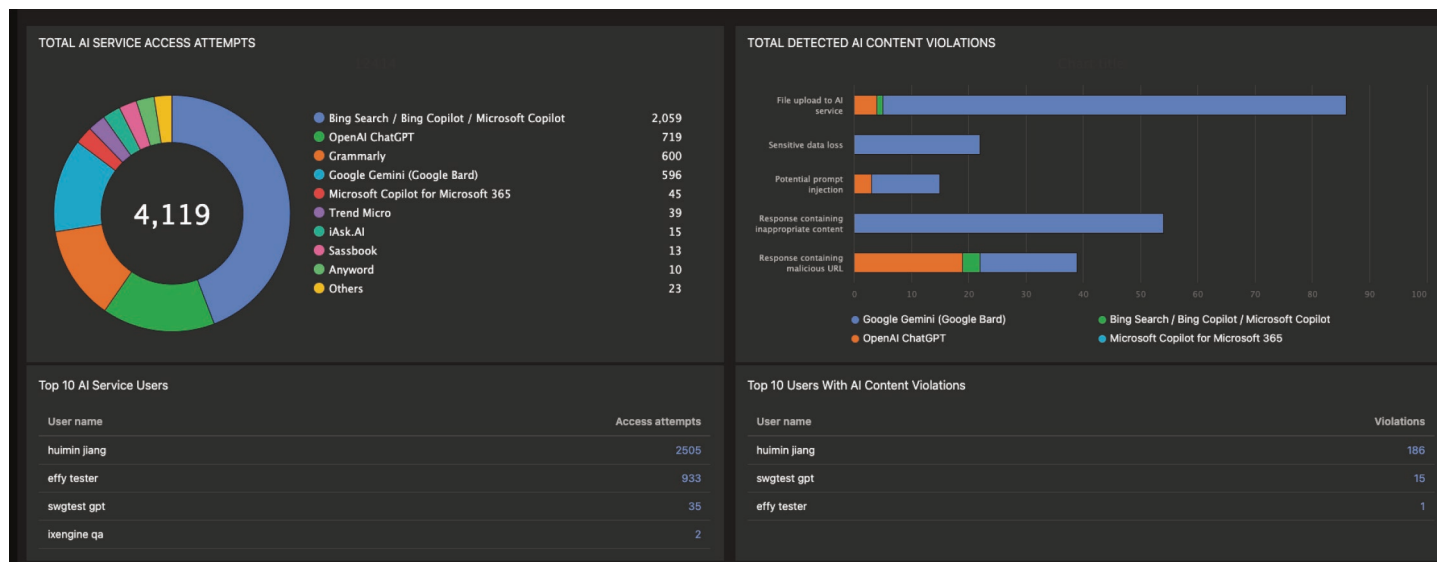 TOTAL AI SERVICE ACCESS ATTEMPTS
4,119
Bing Search / Bing Copilot / Microsoft Copilot 2,059
OpenAI ChatGPT 719
Grammarly 600
Google Gemini (Google Bard) 596
Microsoft Copilot for Microsoft 365 45
Trend Micro 39
iAsk.AI 15
Sassbook 13
Anyword 10
Others 23
TOTAL DETECTED AI CONTENT VIOLATIONS
File upload to AI
service
Sensitive data loss
Potential prompt
injection
Response containing
inappropriate content
Response containing
malicious URL
0 10 20 30 40 50 60 70 80 90 100
Google Gemini (Google Bard) Bing Search / Bing Copilot / Microsoft Copilot
OpenAI ChatGPT Microsoft Copilot for Microsoft 365
Top 10 AI Service Users
User name Access attempts
huimin jiang 2505
effy tester 933
swgtest gpt 35
ixengine qa 2
Top 10 Users With AI Content Violations
User name Violations
huimin jiang 186
swgtest gpt 15
effy tester 1